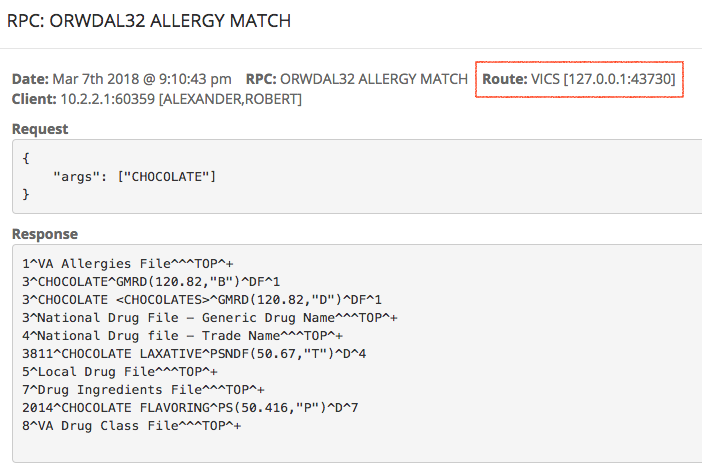 RPC: ORWDAL32 ALLERGY MATCH
Date: Mar 7th 2018 @ 9:10:43 pm RPC: ORWDAL32 ALLERGY MATCH Route: VICS [127.0.0.1:43730]
Client: 10.2.2.1:60359 [ALEXANDER,ROBERT]
Request
{
    "args": ["CHOCOLATE"]
}
Response
1^VA Allergies File^^^TOP^+
3^CHOCOLATE^GMRD(120.82,"B")^DF^1
3^CHOCOLATE <CHOCOLATES>^GMRD(120.82,"D")^DF^1
3^National Drug File – Generic Drug Name^^^TOP^+
4^National Drug file – Trade Name^^^TOP^+
3811^CHOCOLATE LAXATIVE^PSNDF(50.67,"T")^D^4
5^Local Drug File^^^TOP^+
7^Drug Ingredients File^^^TOP^+
2014^CHOCOLATE FLAVORING^PS(50.416,"P")^D^7
8^VA Drug Class File^^^TOP^+